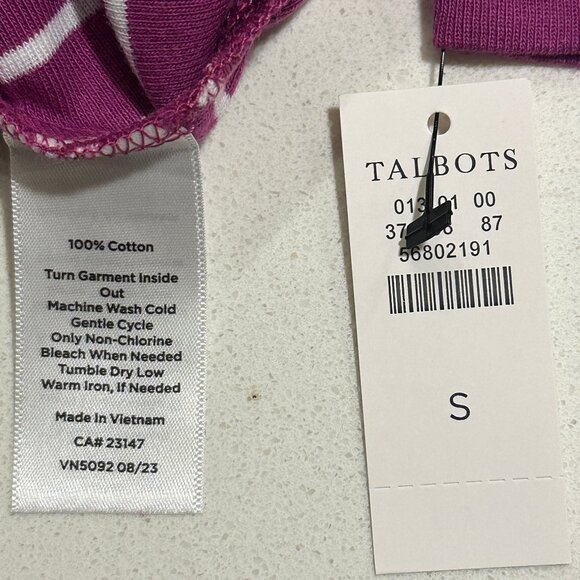 100% Cotton
Turn Garment Inside
Out
Machine Wash Cold
Gentle Cycle
Only Non-Chlorine
Bleach When Needed
Tumble Dry Low
Warm Iron, If Needed
Made In Vietnam
CA# 23147
VN5092 08/23
TALBOTS
013 01 00
87
56802191
S